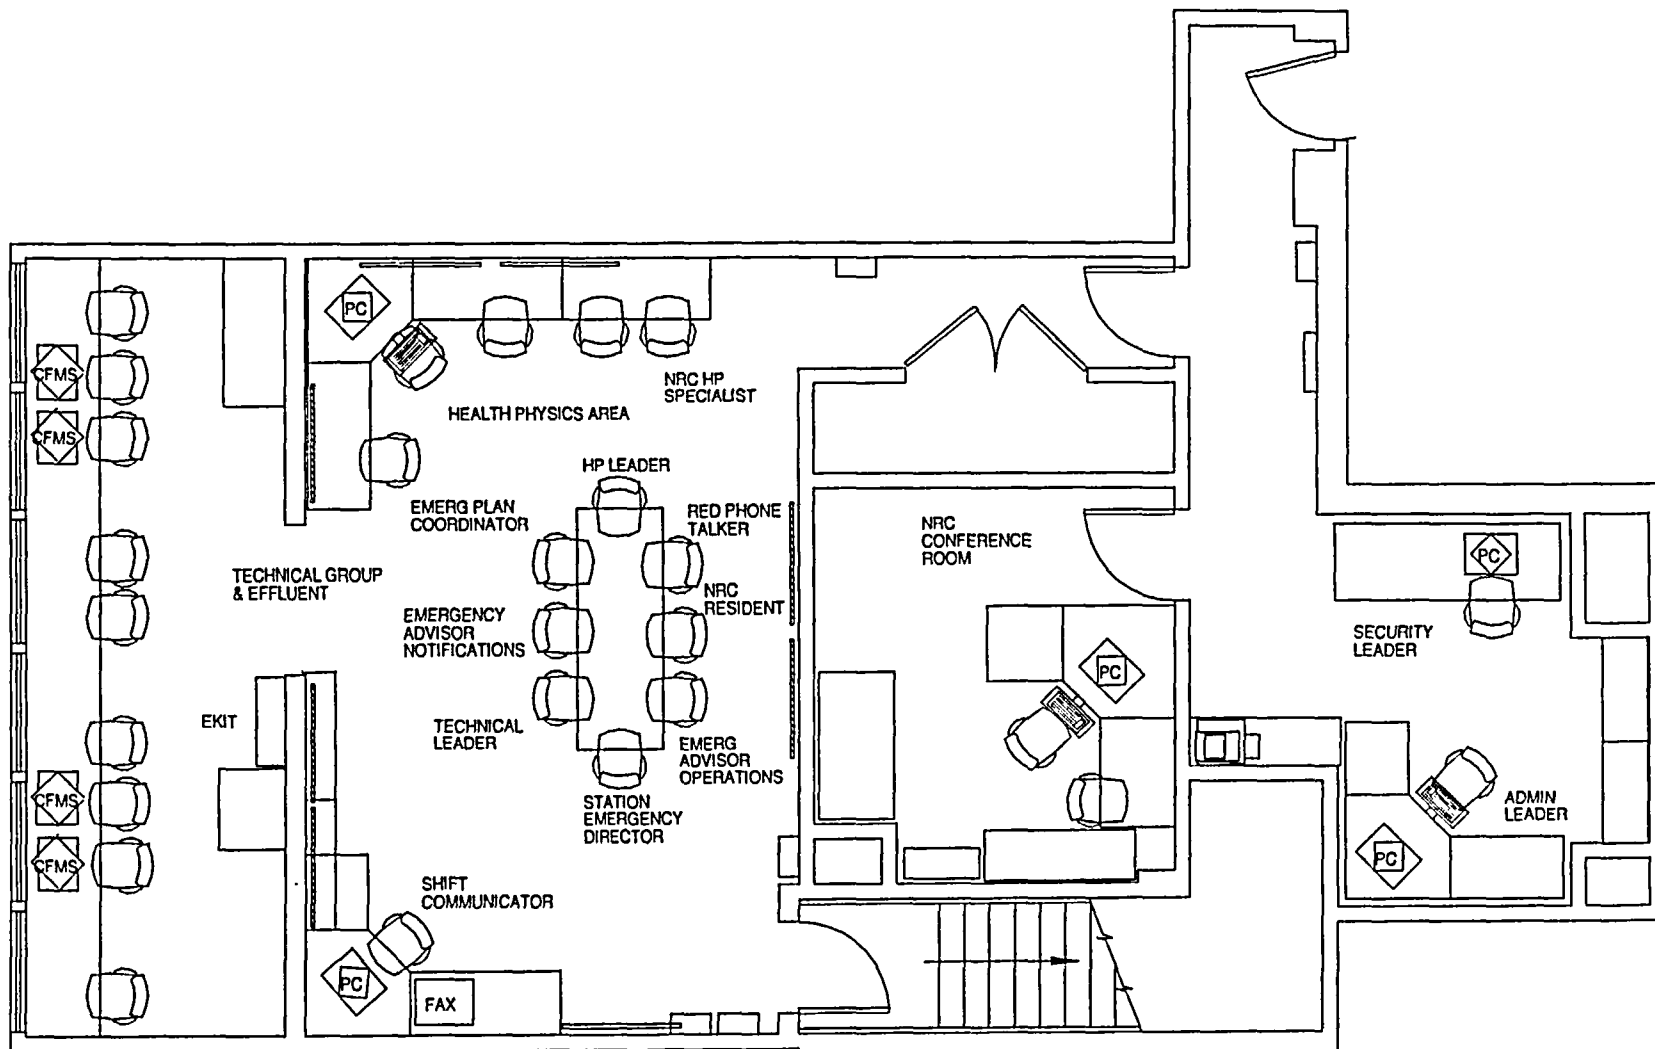 PC
CFMS
CFMS
NRC HP
SPECIALIST
HEALTH PHYSICS AREA
HP LEADER
EMERG PLAN
COORDINATOR
RED PHONE
TALKER
NRC
CONFERENCE
ROOM
PC
TECHNICAL GROUP
& EFFLUENT
NRC
RESIDENT
EMERGENCY
ADVISOR
NOTIFICATIONS
SECURITY
LEADER
PC
EKIT
TECHNICAL
LEADER
EMERG
ADVISOR
OPERATIONS
CFMS
CFMS
STATION
EMERGENCY
DIRECTOR
ADMIN
LEADER
PC
SHIFT
COMMUNICATOR
PC
FAX